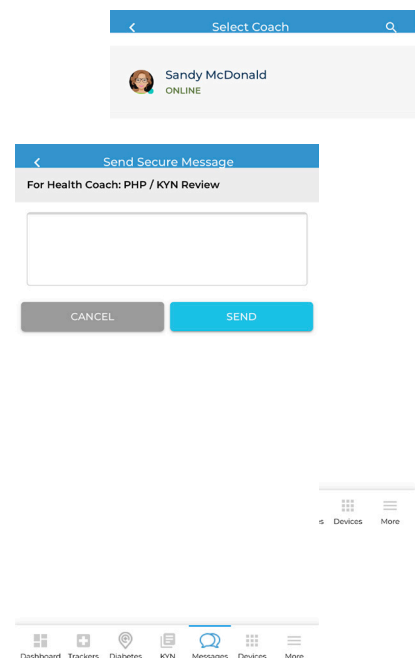 Select Coach
Sandy McDonald
ONLINE
Send Secure Message
For Health Coach: PHP / KYN Review
CANCEL
SEND
Devices More
Dashboard Trackers Diabetes KYN Messages Devices More